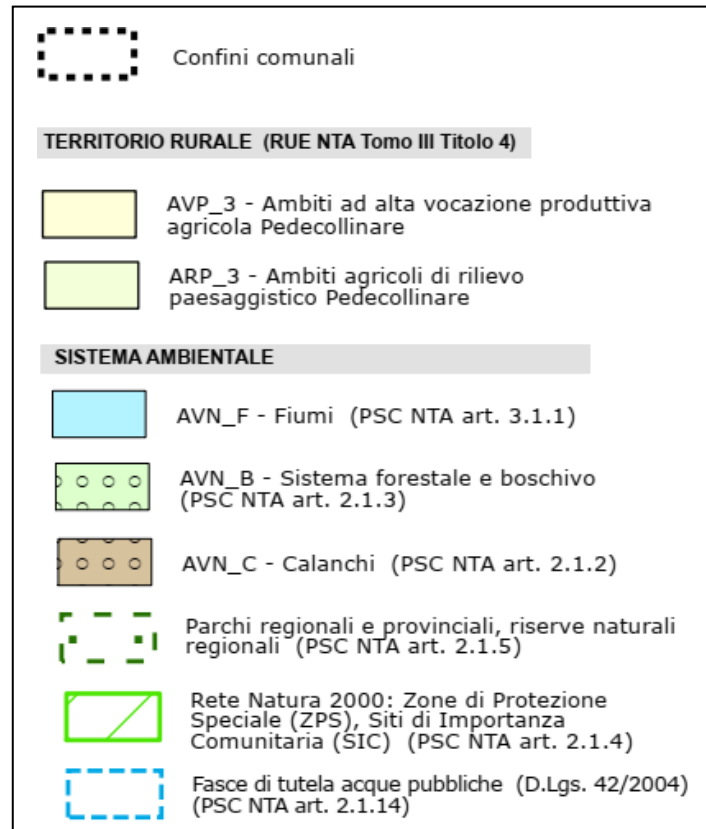 Confini comunali
TERRITORIO RURALE (RUE NTA Tomo III Titolo 4)
AVP_3 - Ambiti ad alta vocazione produttiva
agricola Pedecollinare
ARP_3 - Ambiti agricoli di rilievo
paesaggistico Pedecollinare
SISTEMA AMBIENTALE
AVN_F - Fiumi (PSC NTA art. 3.1.1)
AVN_B - Sistema forestale e boschivo
(PSC NTA art. 2.1.3)
AVN_C - Calanchi (PSC NTA art. 2.1.2)
Parchi regionali e provinciali, riserve naturali
regionali (PSC NTA art. 2.1.5)
Rete Natura 2000: Zone di Protezione
Speciale (ZPS), Siti di Importanza
Comunitaria (SIC) (PSC NTA art. 2.1.4)
Fasce di tutela acque pubbliche (D.Lgs. 42/2004)
(PSC NTA art. 2.1.14)